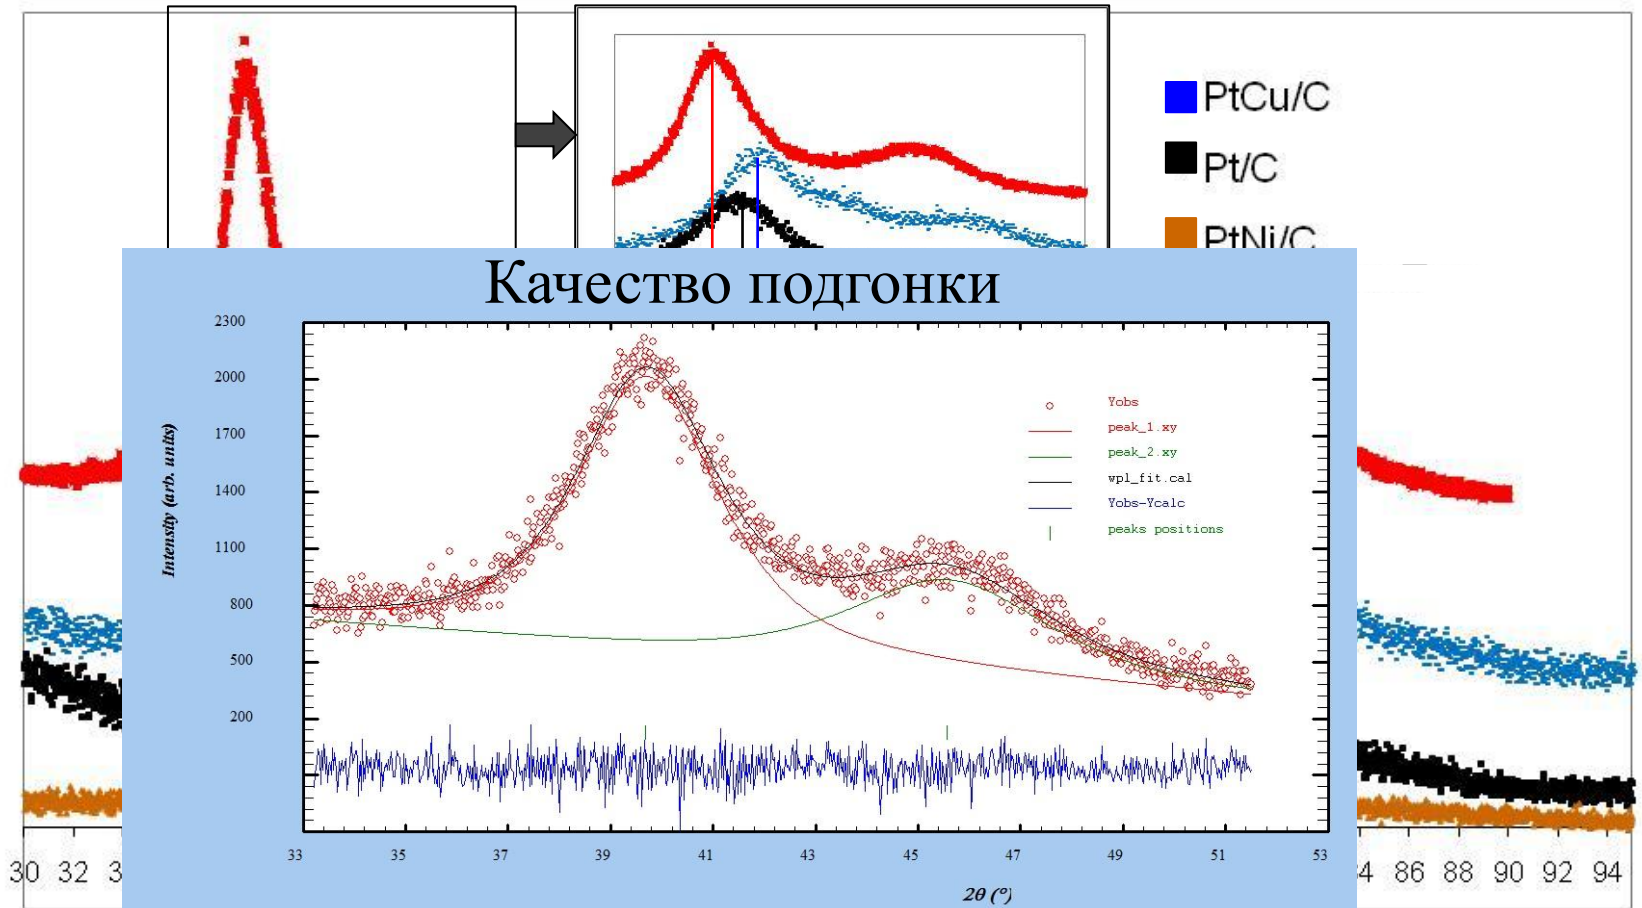 PtCu/C
Pt/C
PtNi/C
Качество подгонки
2300
2000
1700
1400
1100
800
500
200
Intensity (arb. units)
Yobs
peak_1.xy
peak_2.xy
wpl_fit.cal
Yobs-Ycalc
peaks positions
33 35 37 39 41 43 45 47 49 51 53
2θ (°)
30 32 3 4 86 88 90 92 94